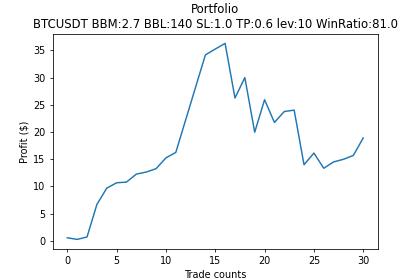 Portfolio
BTCUSDT BBM:2.7 BBL:140 SL:1.0 TP:0.6 lev:10 WinRatio:81.0
35
30
25
20
15
10
5
0
Profit ($)
0 5 10 15 20 25 30
Trade counts